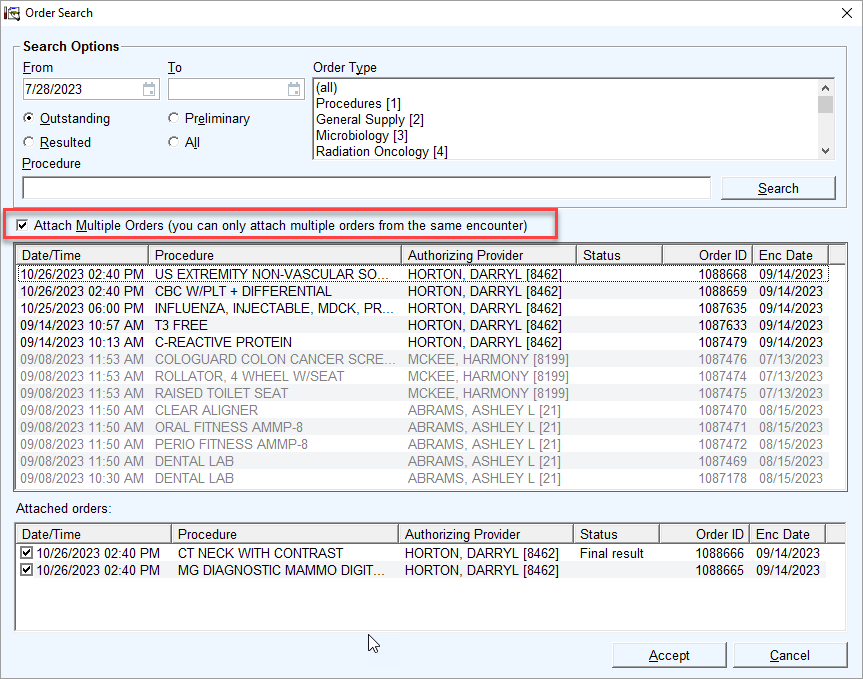 Order Search
Search Options
From To Order Type
7/28/2023 (all)
Procedures [1]
General Supply [2]
Microbiology [3]
Radiation Oncology [4]
Outstanding Preliminary
Resulted All
Procedure
Search
Attach Multiple Orders (you can only attach multiple orders from the same encounter)
Date/Time Procedure Authorizing Provider Status Order ID Enc Date
10/26/2023 02:40 PM US EXTREMITY NON-VASCULAR SO... HORTON, DARRYL [8462] 1088668 09/14/2023
10/26/2023 02:40 PM CBC W/PLT + DIFFERENTIAL HORTON, DARRYL [8462] 1088659 09/14/2023
10/25/2023 06:00 PM INFLUENZA, INJECTABLE, MDCK, PR... HORTON, DARRYL [8462] 1087635 09/14/2023
09/14/2023 10:57 AM T3 FREE HORTON, DARRYL [8462] 1087633 09/14/2023
09/14/2023 10:13 AM C-REACTIVE PROTEIN HORTON, DARRYL [8462] 1087479 09/14/2023
09/08/2023 11:53 AM COLOGUARD COLON CANCER SCRE... MCKEE, HARMONY [8199] 1087476 07/13/2023
09/08/2023 11:53 AM ROLLATOR, 4 WHEEL W/SEAT MCKEE, HARMONY [8199] 1087474 07/13/2023
09/08/2023 11:53 AM RAISED TOILET SEAT MCKEE, HARMONY [8199] 1087475 07/13/2023
09/08/2023 11:50 AM CLEAR ALIGNER ABRAMS, ASHLEY L [21] 1087470 08/15/2023
09/08/2023 11:50 AM ORAL FITNESS AMMP-8 ABRAMS, ASHLEY L [21] 1087471 08/15/2023
09/08/2023 11:50 AM PERIO FITNESS AMMP-8 ABRAMS, ASHLEY L [21] 1087472 08/15/2023
09/08/2023 11:50 AM DENTAL LAB ABRAMS, ASHLEY L [21] 1087469 08/15/2023
09/08/2023 10:30 AM DENTAL LAB ABRAMS, ASHLEY L [21] 1087178 08/15/2023
Attached orders:
Date/Time Procedure Authorizing Provider Status Order ID Enc Date
10/26/2023 02:40 PM CT NECK WITH CONTRAST HORTON, DARRYL [8462] Final result 1088666 09/14/2023
10/26/2023 02:40 PM MG DIAGNOSTIC MAMMO DIGIT... HORTON, DARRYL [8462] 1088665 09/14/2023
Accept Cancel